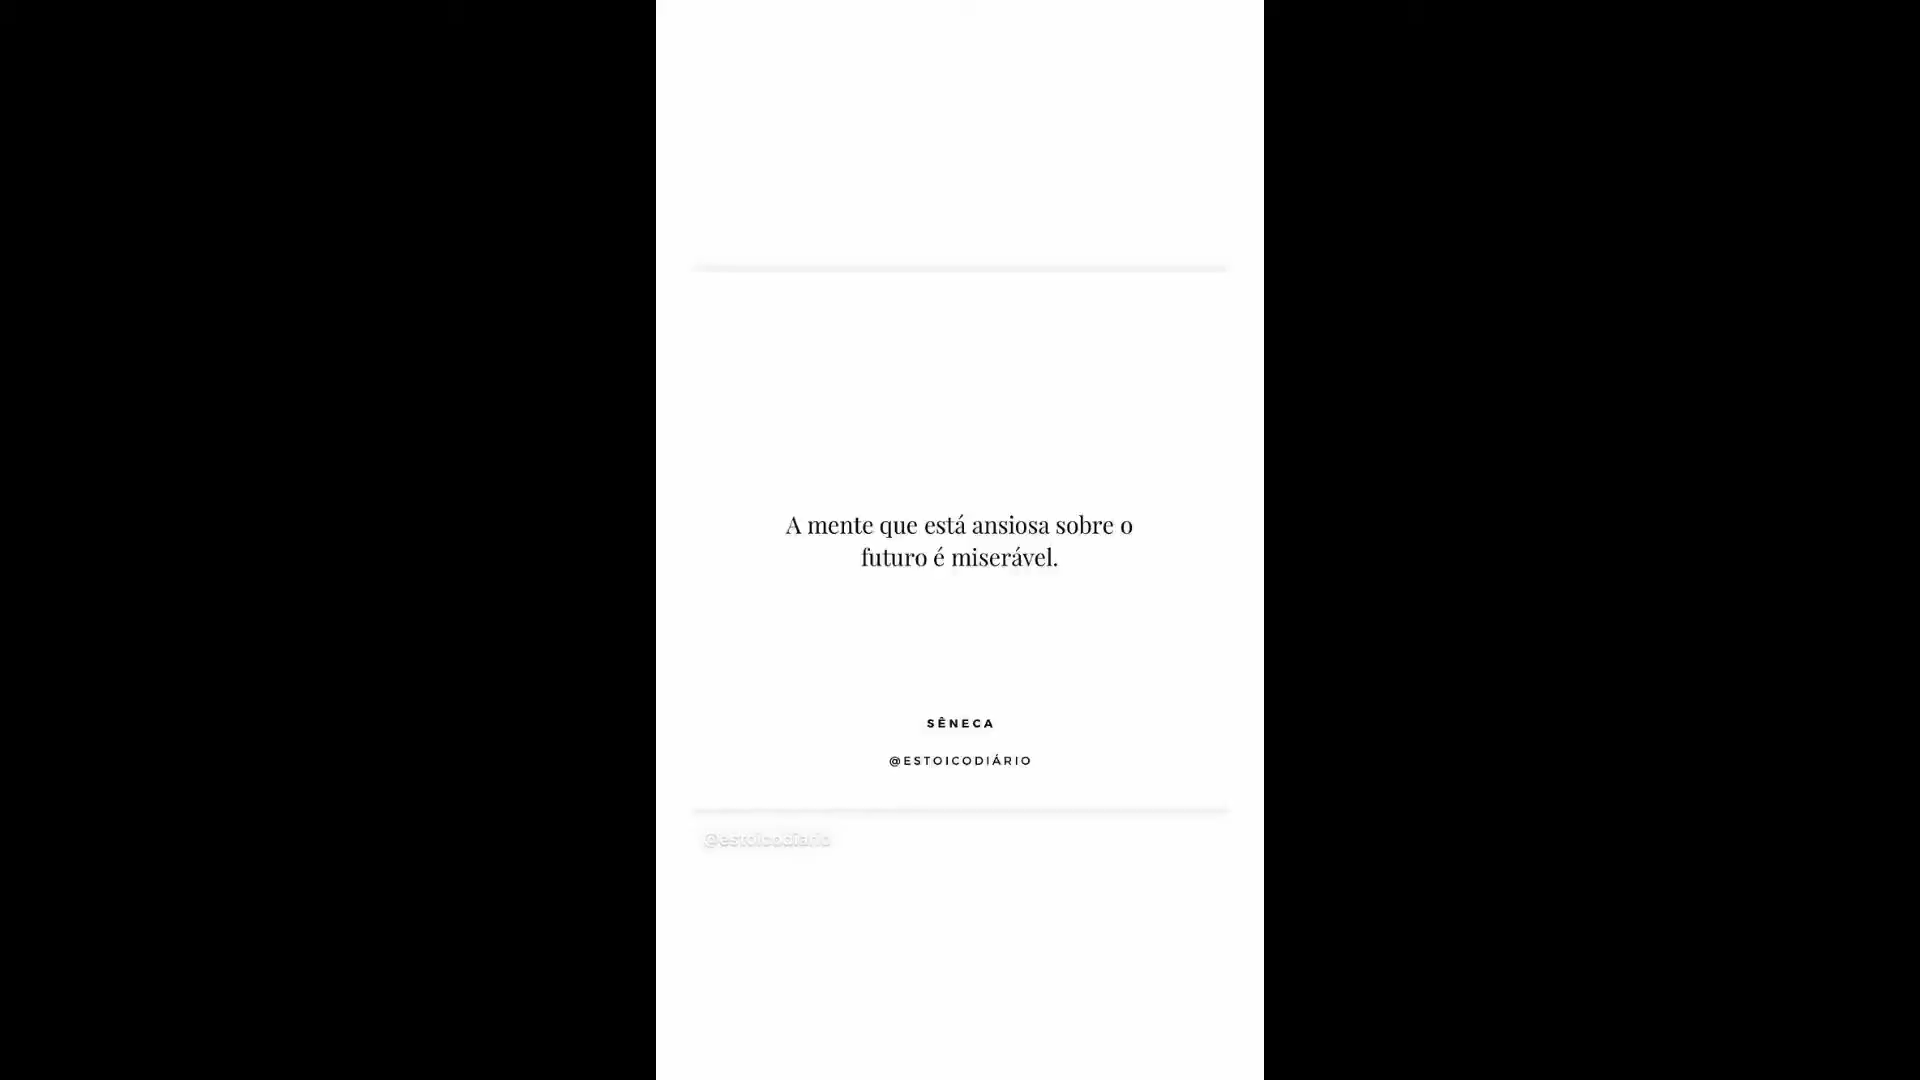 A mente que está ansiosa sobre o
futuro é miserável.
SÊNECA
@ESTOICODIÁRIO
@estoicodiario